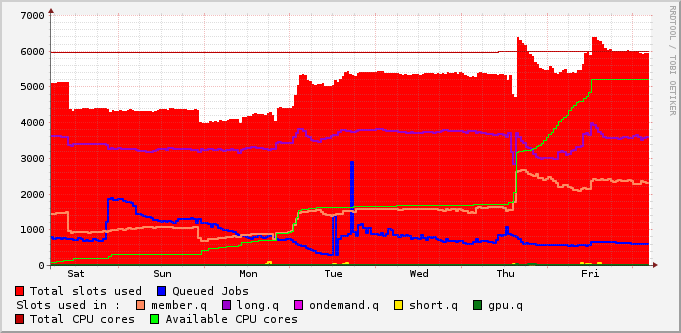 7000
6000
5000
4000
3000
2000
1000
0
Sat Sun Mon Tue Wed Thu Fri
Total slots used Queued Jobs
Slots used in : member.q long.q ondemand.q short.q gpu.q
Total CPU cores Available CPU cores
RRDTOOL / TOBI OETIKER